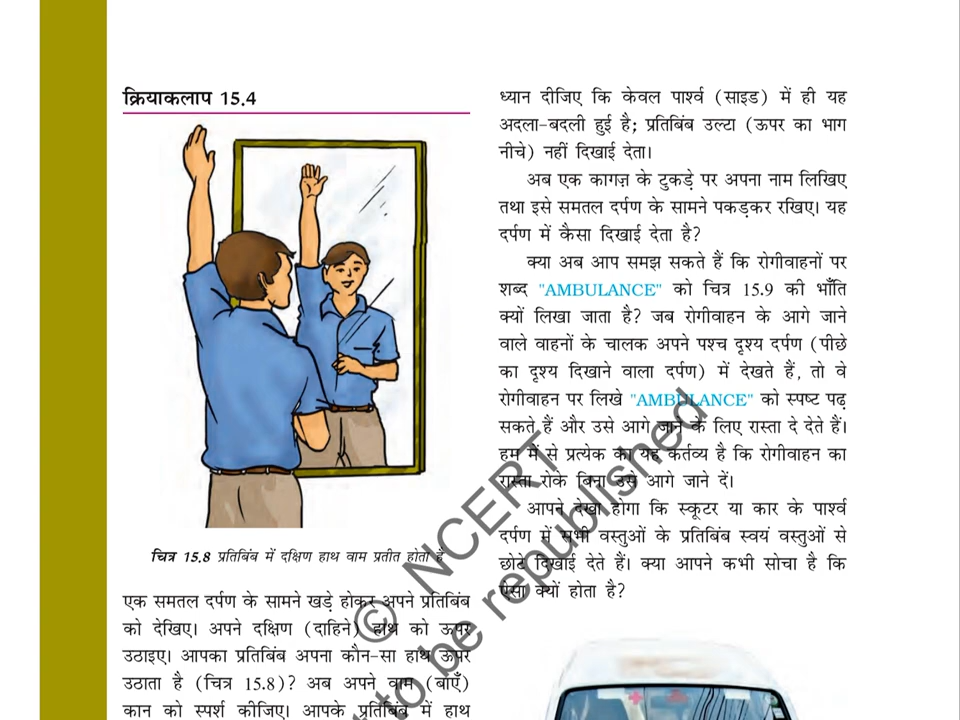 क्रियाकलाप 15.4
चित्र 15.8 प्रतिबिंब में दक्षिण हाथ वाम प्रतीत होता है
एक समतल दर्पण के सामने खड़े होकर अपने प्रतिबिंब
को देखिए। अपने दक्षिण (दाहिने) हाथ को ऊपर
उठाइए। आपका प्रतिबिंब अपना कौन-सा हाथ ऊपर
उठाता है (चित्र 15.8)? अब अपने वाम (बाएँ)
कान को स्पर्श कीजिए। आपके प्रतिबिंब में हाथ
ध्यान दीजिए कि केवल पार्श्व (साइड) में ही यह
अदला-बदली हुई है; प्रतिबिंब उल्टा (ऊपर का भाग
नीचे) नहीं दिखाई देता।
अब एक कागज़ के टुकड़े पर अपना नाम लिखिए
तथा इसे समतल दर्पण के सामने पकड़कर रखिए। यह
दर्पण में कैसा दिखाई देता है?
क्या अब आप समझ सकते हैं कि रोगीवाहनों पर
शब्द "AMBULANCE" को चित्र 15.9 की भाँति
क्यों लिखा जाता है? जब रोगीवाहन के आगे जाने
वाले वाहनों के चालक अपने पश्च दृश्य दर्पण (पीछे
का दृश्य दिखाने वाला दर्पण) में देखते हैं, तो वे
रोगीवाहन पर लिखे "AMBULANCE" को स्पष्ट पढ़
सकते हैं और उसे आगे जाने के लिए रास्ता दे देते हैं।
हम में से प्रत्येक का यह कर्तव्य है कि रोगीवाहन का
रास्ता रोके बिना उसे आगे जाने दें।
आपने देखा होगा कि स्कूटर या कार के पार्श्व
दर्पण में सभी वस्तुओं के प्रतिबिंब स्वयं वस्तुओं से
छोटे दिखाई देते हैं। क्या आपने कभी सोचा है कि
ऐसा क्यों होता है?
© NCERT
to be republished